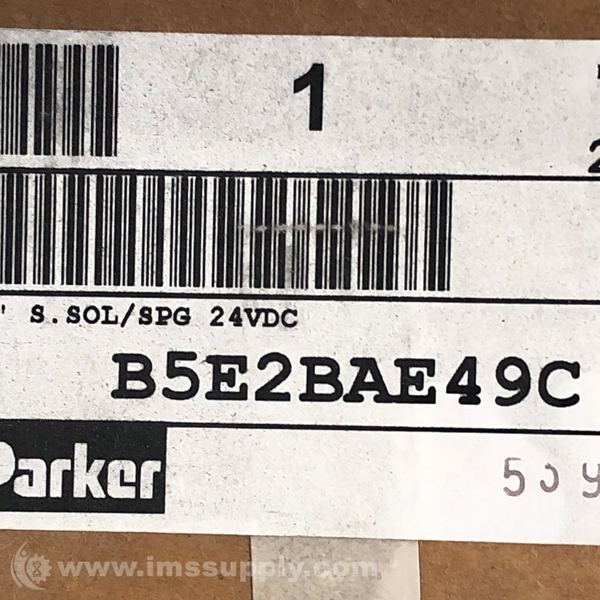 1
2
' S.SOL/SPG 24VDC
B5E2BAE49C
Parker
www.imssupply.com